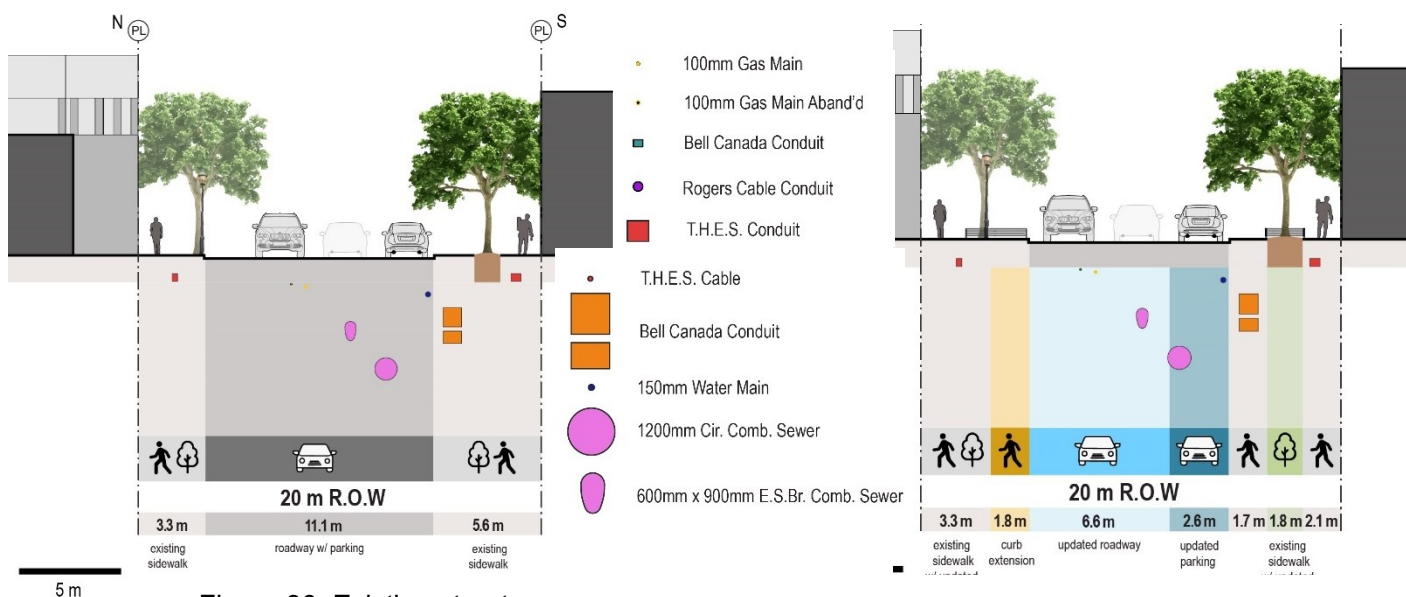 N PL PL S
100mm Gas Main
100mm Gas Main Aband'd
Bell Canada Conduit
Rogers Cable Conduit
T.H.E.S. Conduit
T.H.E.S. Cable
Bell Canada Conduit
150mm Water Main
1200mm Cir. Comb. Sewer
600mm x 900mm E.S.Br. Comb. Sewer
20 m R.O.W
3.3 m 11.1 m 5.6 m
existing
sidewalk
roadway w/ parking
existing
sidewalk
5 m
20 m R.O.W
3.3 m 1.8 m 6.6 m 2.6 m 1.7 m 1.8 m 2.1 m
existing
sidewalk
curb
extension
updated roadway
updated
parking
existing
sidewalk